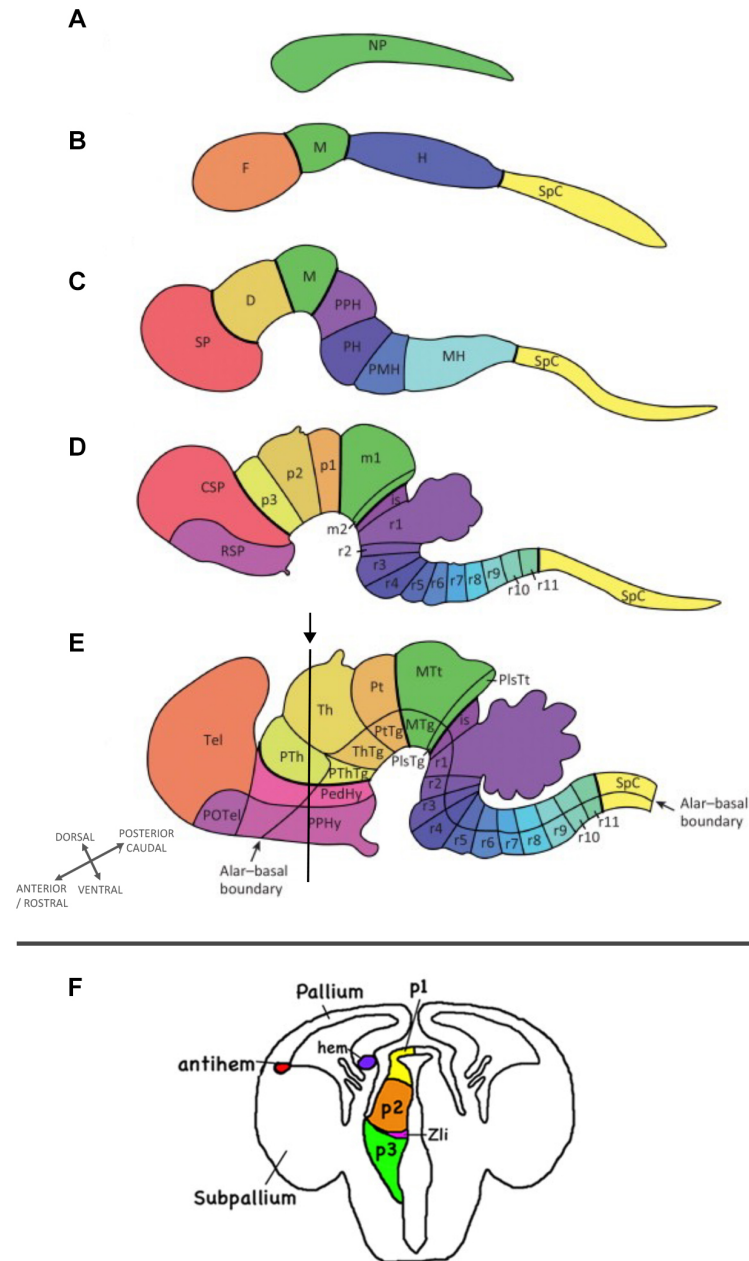 A
NP
B
F
M
H
SpC
C
SP
D
M
PPH
PH
PMH
MH
SpC
D
CSP
RSP
p3
p2
p1
m1
m2
is
r1
r2
r3
r4
r5
r6
r7
r8
r9
r10
r11
SpC
E
Tel
POTel
PTh
Th
Pt
MTt
PlsTt
PtTg
MTg
ThTg
PThTg
PlsTg
is
PedHy
PPHy
r1
r2
r3
r4
r5
r6
r7
r8
r9
r10
r11
SpC
Alar–basal
boundary
Alar–basal
boundary
DORSAL
POSTERIOR
CAUDAL
ANTERIOR
/ ROSTRAL
VENTRAL
F
Pallium
p1
hem
antihem
p2
Zli
p3
Subpallium